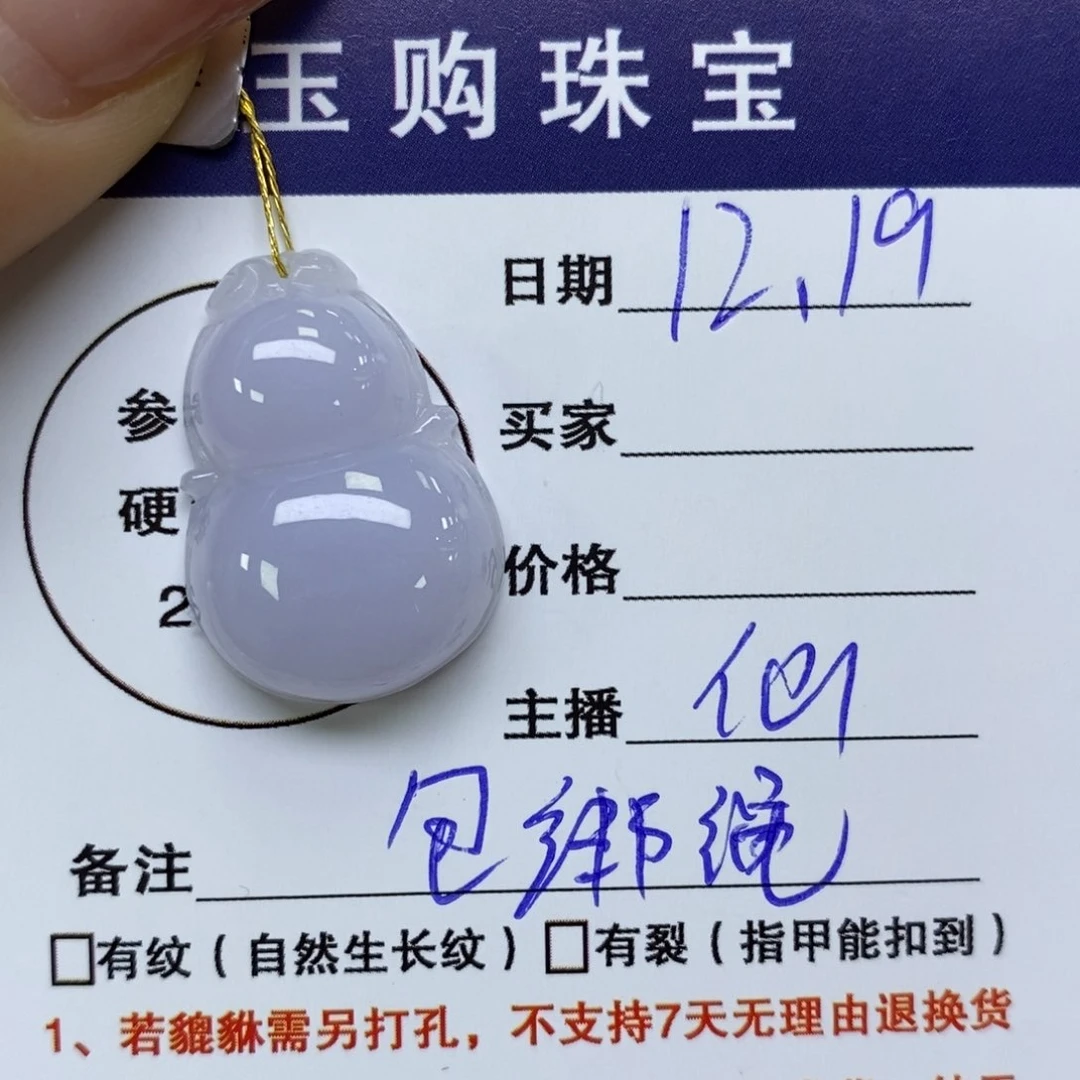 玉购珠宝
日期 12.19
参
买家
硬
2
价格
主播 仙
备注 包绑绳
□有纹（自然生长纹）□有裂（指甲能扣到）
1、若貔貅需另打孔，不支持7天无理由退换货